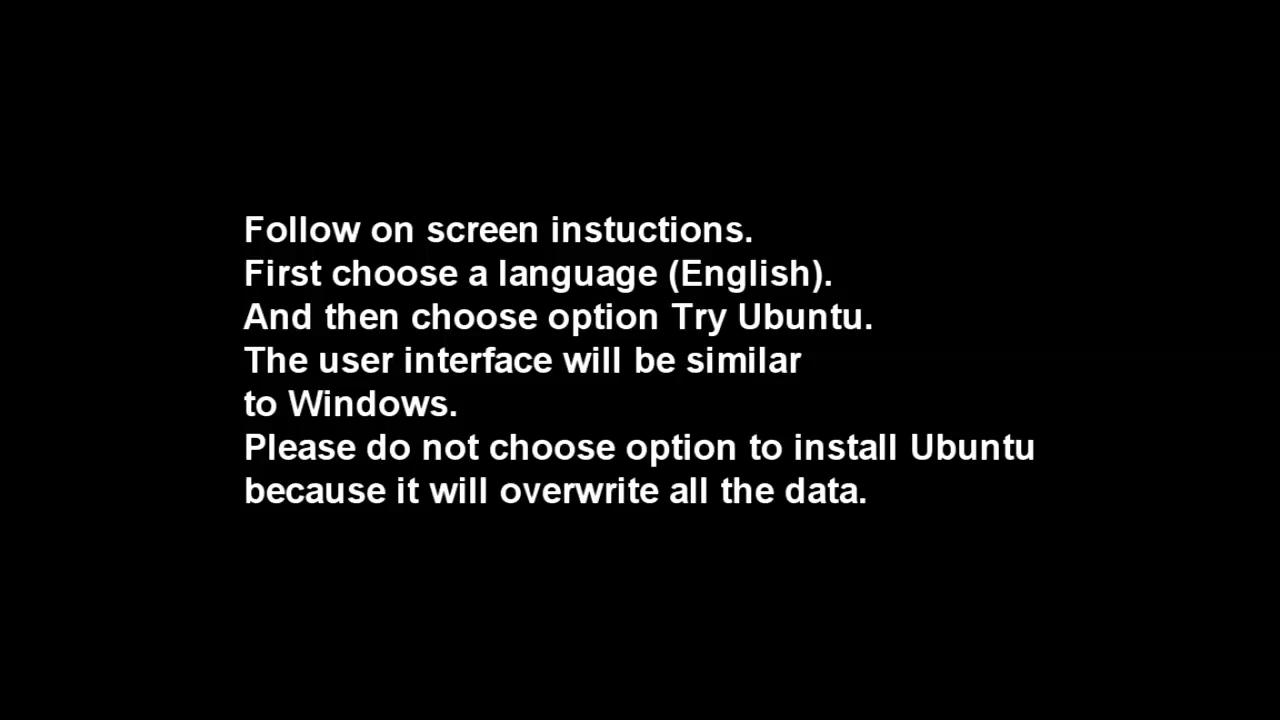 Follow on screen instuctions.
First choose a language (English).
And then choose option Try Ubuntu.
The user interface will be similar
to Windows.
Please do not choose option to install Ubuntu
because it will overwrite all the data.